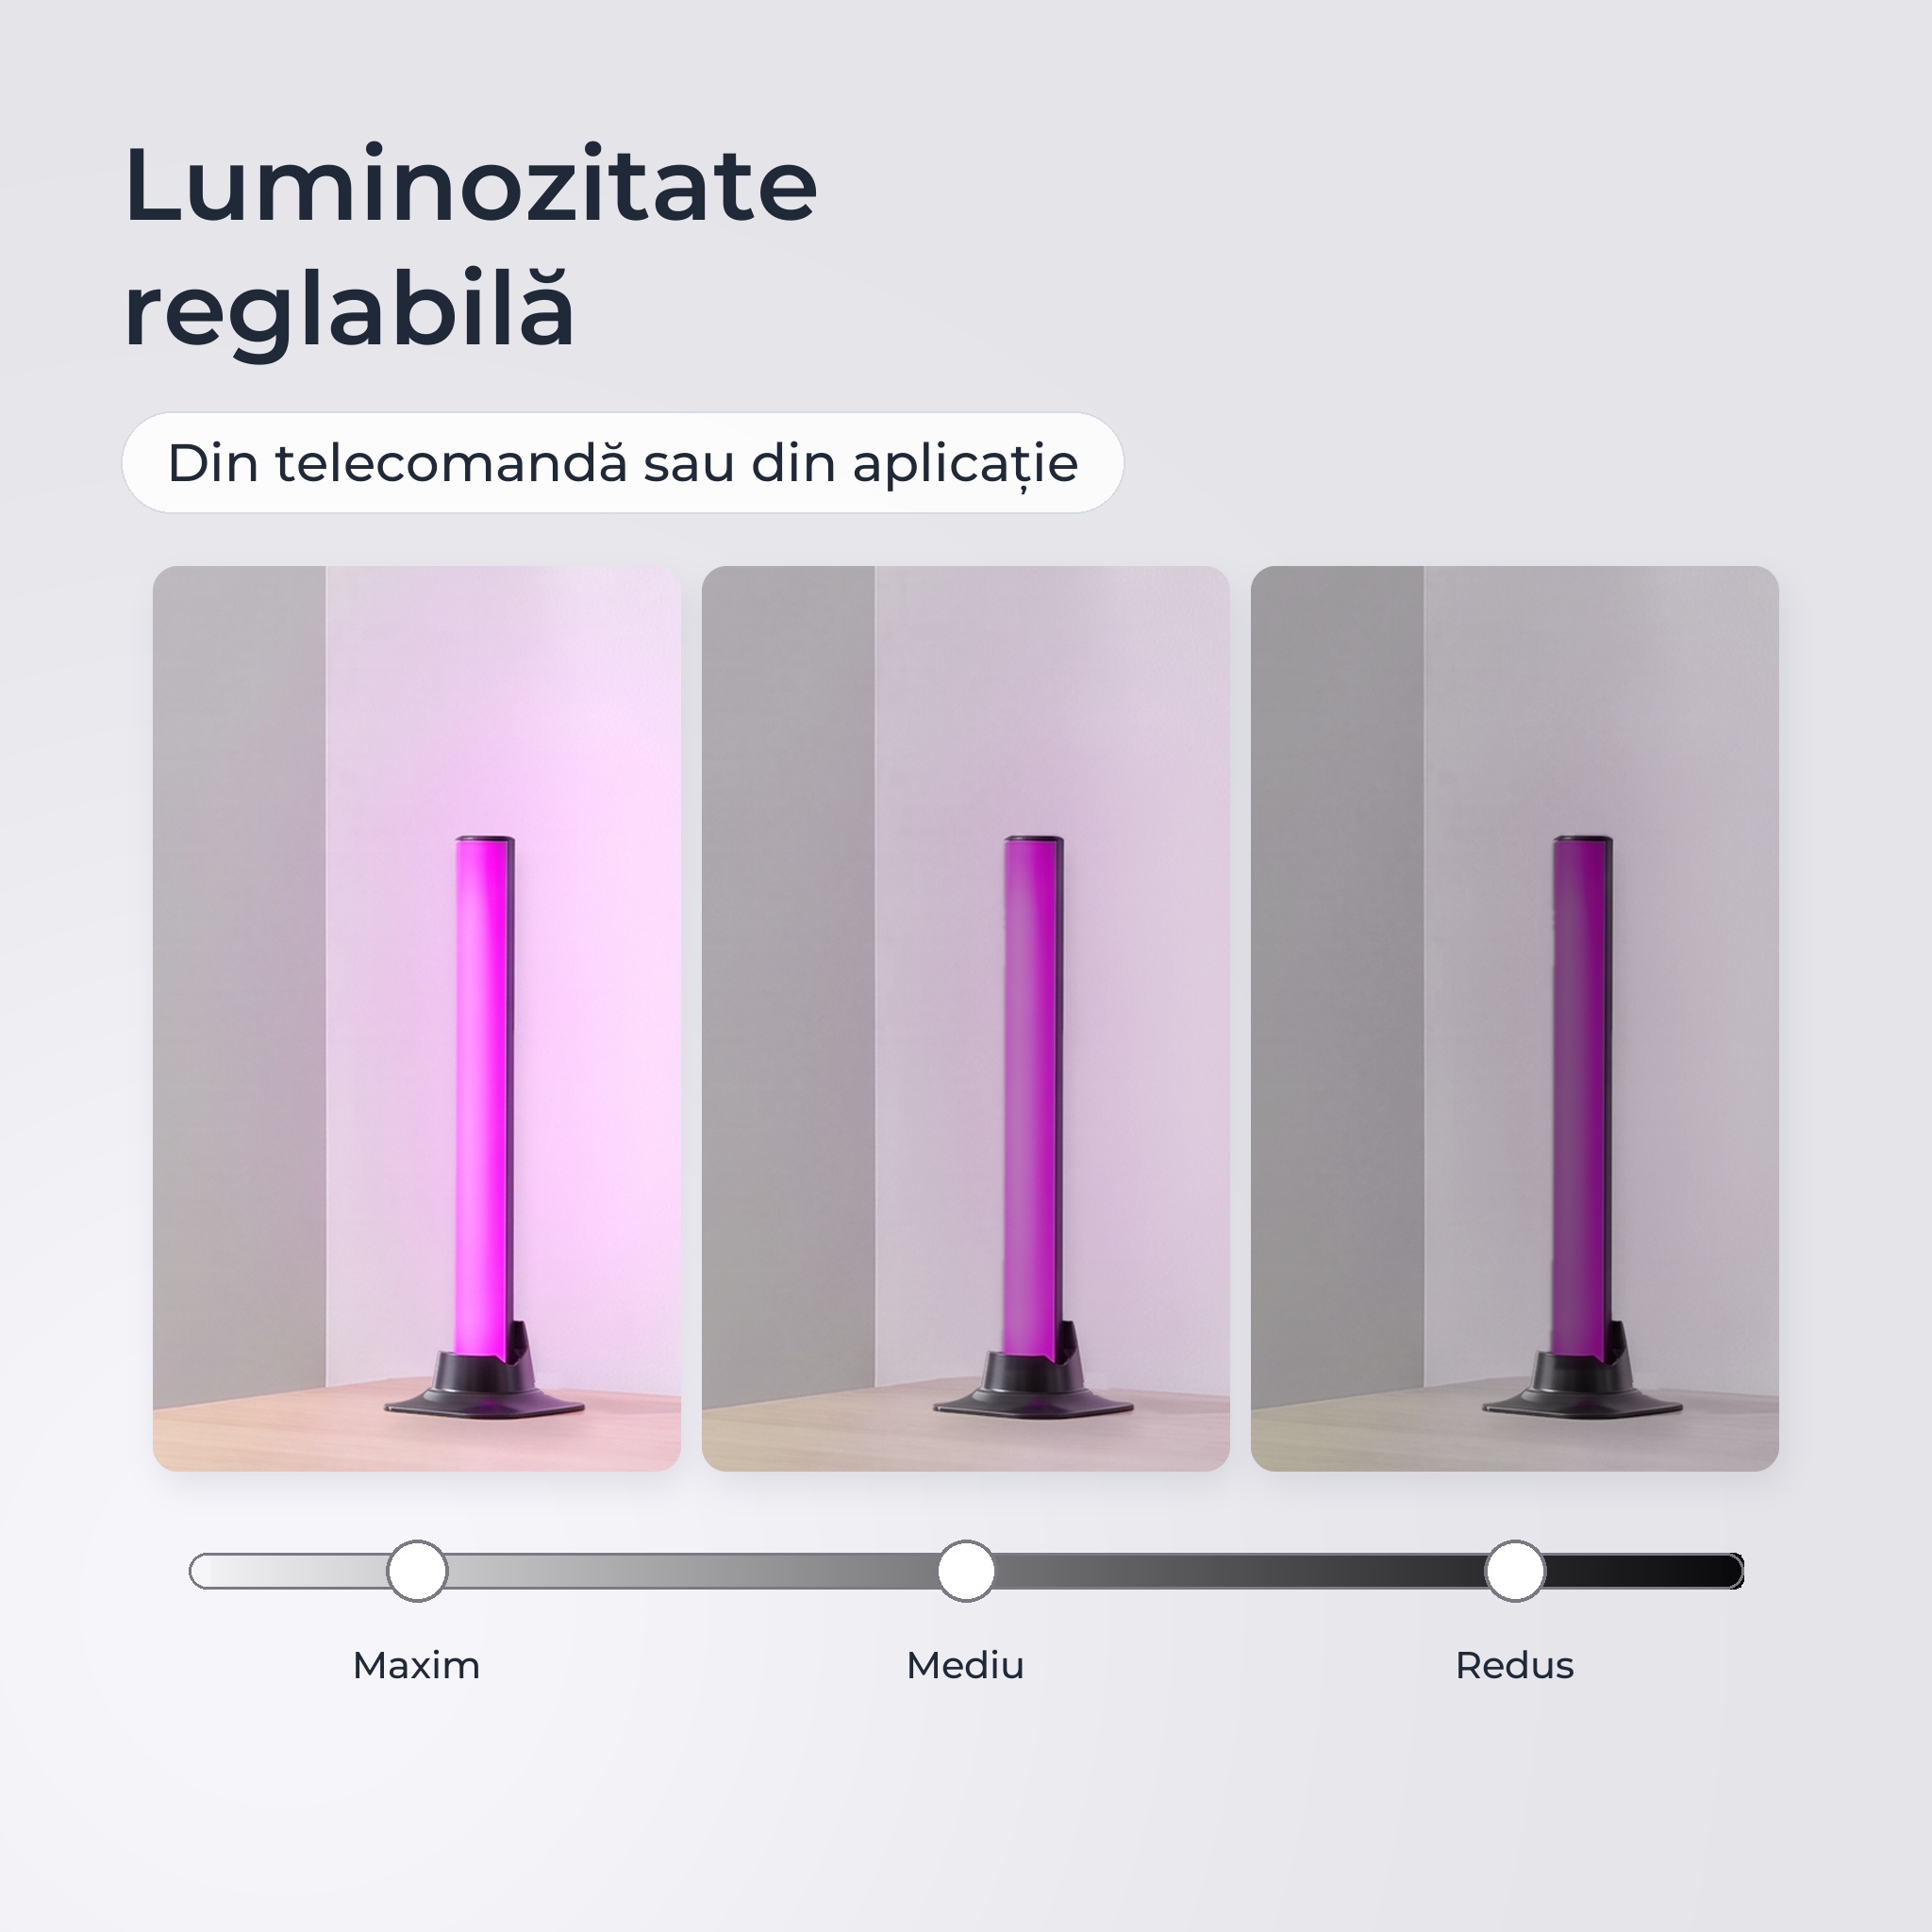 Luminozitate
reglabilă
Din telecomandă sau din aplicație
Maxim
Mediu
Redus